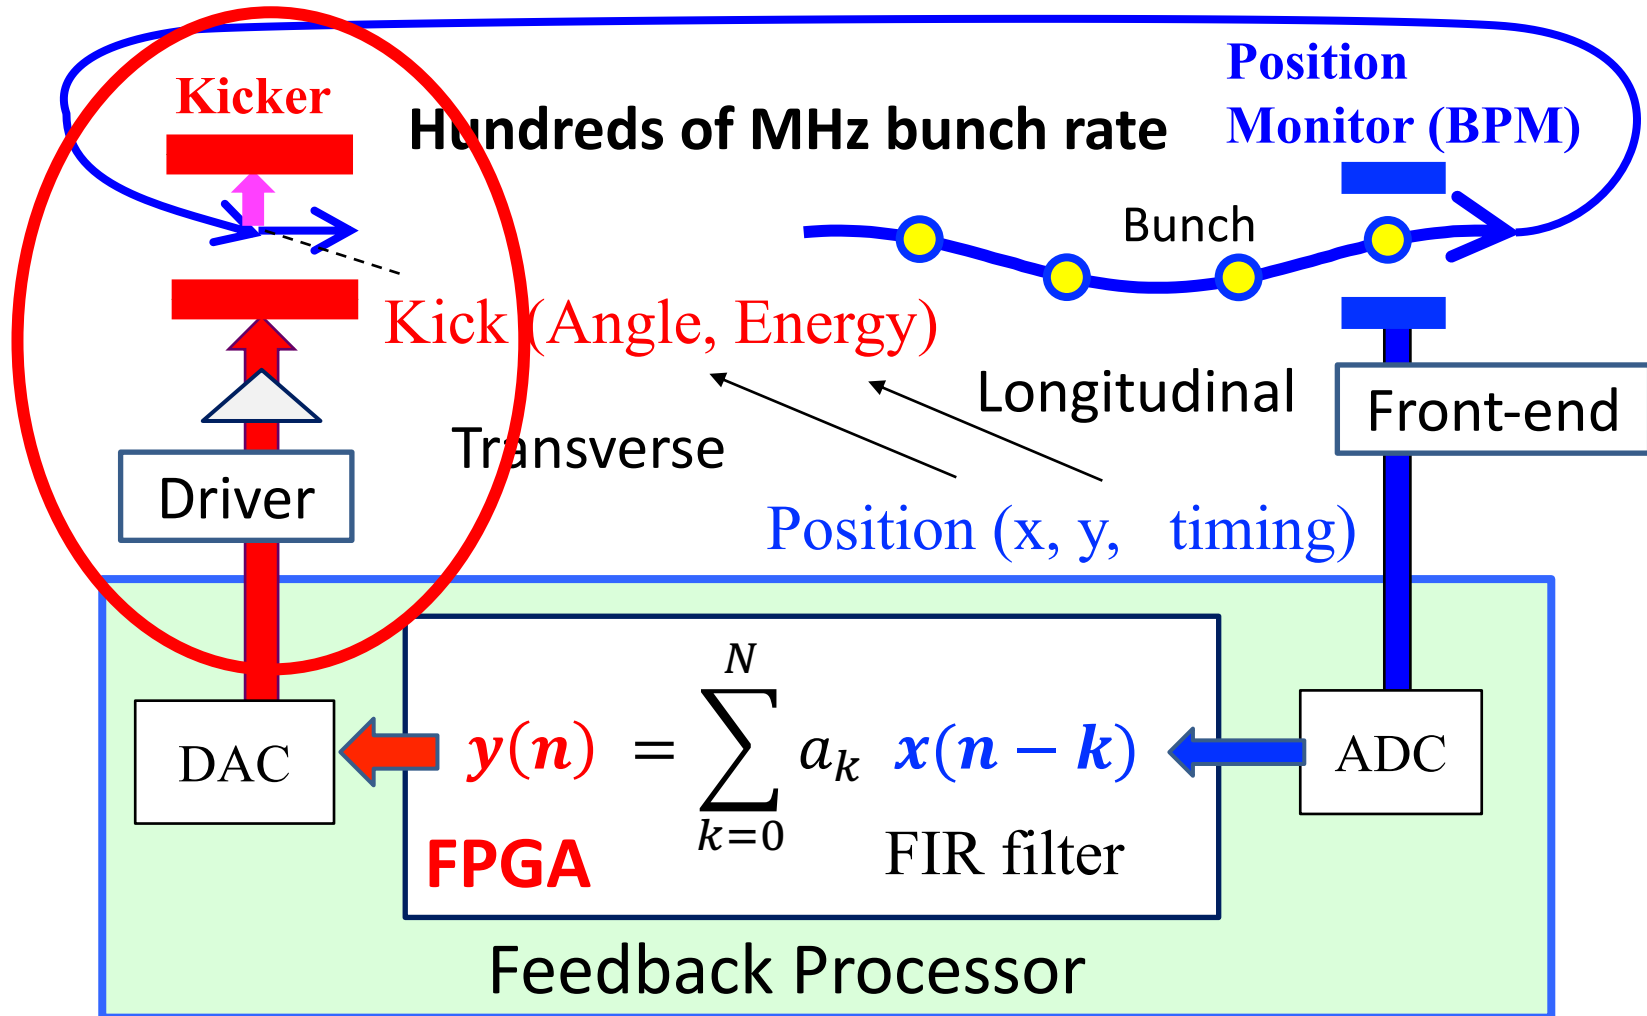 Position
Kicker
Hundreds of MHz bunch rate
Monitor (BPM)
Bunch
Kick (Angle, Energy)
Longitudinal
Front-end
Transverse
Driver
Position (x, y, timing)
DAC
y(n) = \sum_{k=0}^{N} a_k x(n − k)
ADC
FPGA
FIR filter
Feedback Processor